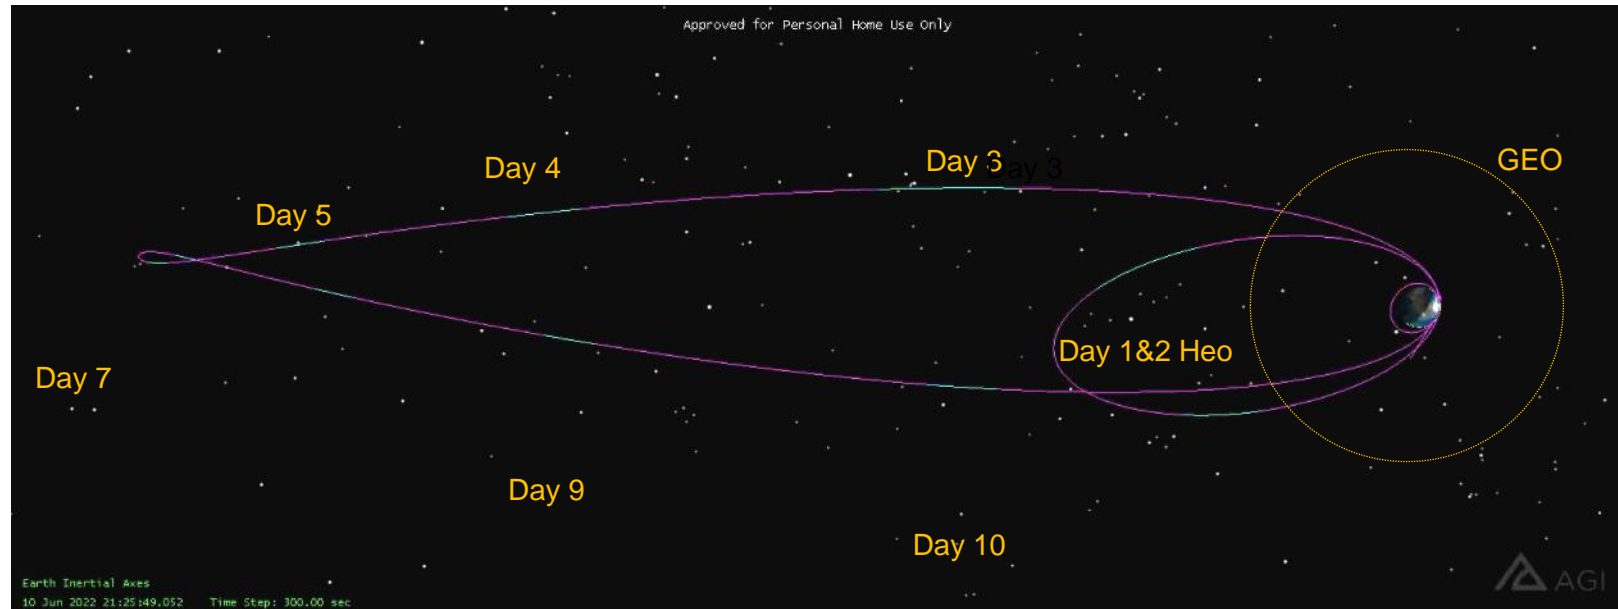 Approved for Personal Home Use Only
Day 3
Day 3
GEO
Day 4
Day 5
Day 1&2 Heo
Day 7
Day 9
Day 10
Earth Inertial Axes
10 Jun 2022 21:25:49.052 Time Step: 300.00 sec
AGI